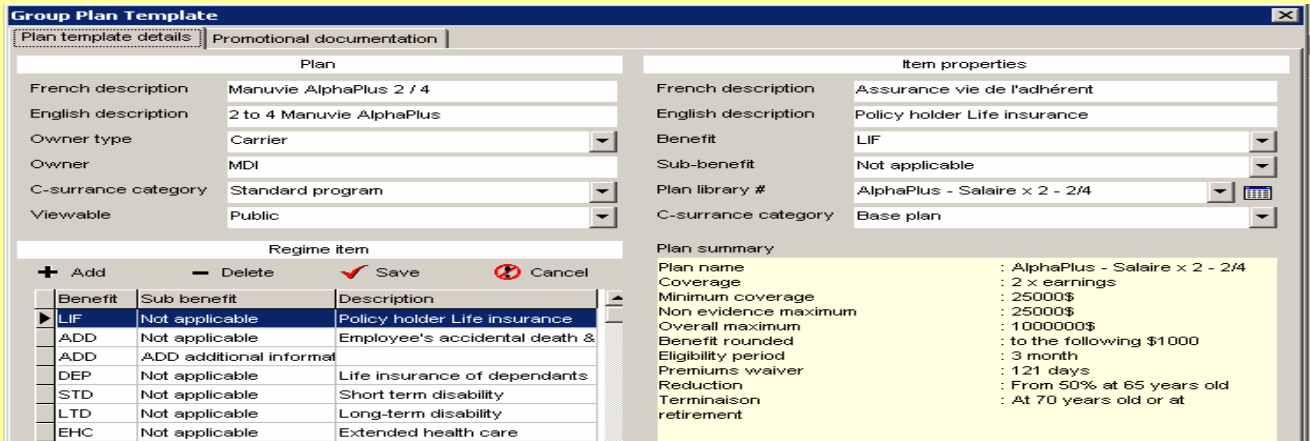 Group Plan Template
Plan template details
Promotional documentation
Plan
French description Manuvie AlphaPlus 2 / 4
English description 2 to 4 Manuvie AlphaPlus
Owner type Carrier
Owner MDI
C-surrance category Standard program
Viewable Public
Regime item
Add Delete Save Cancel
Benefit Sub benefit Description
LIF Not applicable Policy holder Life insurance
ADD Not applicable Employee's accidental death &
ADD ADD additional informat
DEP Not applicable Life insurance of dependants
STD Not applicable Short term disability
LTD Not applicable Long-term disability
EHC Not applicable Extended health care
Item properties
French description Assurance vie de l'adhérent
English description Policy holder Life insurance
Benefit LIF
Sub-benefit Not applicable
Plan library # AlphaPlus - Salaire x 2 - 2/4
C-surrance category Base plan
Plan summary
Plan name : AlphaPlus - Salaire x 2 - 2/4
Coverage : 2 x earnings
Minimum coverage : 25000$
Non evidence maximum : 25000$
Overall maximum : 1000000$
Benefit rounded : to the following $1000
Eligibility period : 3 month
Premiums waiver : 121 days
Reduction : From 50% at 65 years old
Terminaison : At 70 years old or at
retirement